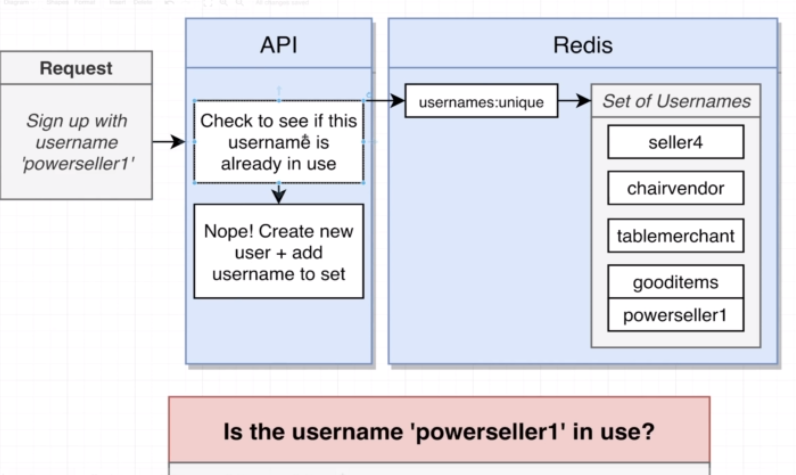 API
Redis
Request
Sign up with
username
'powerseller1'
Check to see if this
username is
already in use
Nope! Create new
user + add
username to set
usernames:unique
Set of Usernames
seller4
chairvendor
tablemerchant
gooditems
powerseller1
Is the username 'powerseller1' in use?